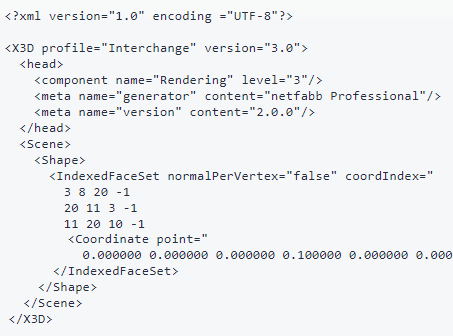 <?xml version="1.0" encoding ="UTF-8"?>
<X3D profile="Interchange" version="3.0">
<head>
<component name="Rendering" level="3"/>
<meta name="generator" content="netfabb Professional"/>
<meta name="version" content="2.0.0"/>
</head>
<Scene>
<Shape>
<IndexedFaceSet normalPerVertex="false" coordIndex="
3 8 20 -1
20 11 3 -1
11 20 10 -1
<Coordinate point="
0.000000 0.000000 0.000000 0.100000 0.000000 0.000
</IndexedFaceSet>
</Shape>
</Scene>
</X3D>